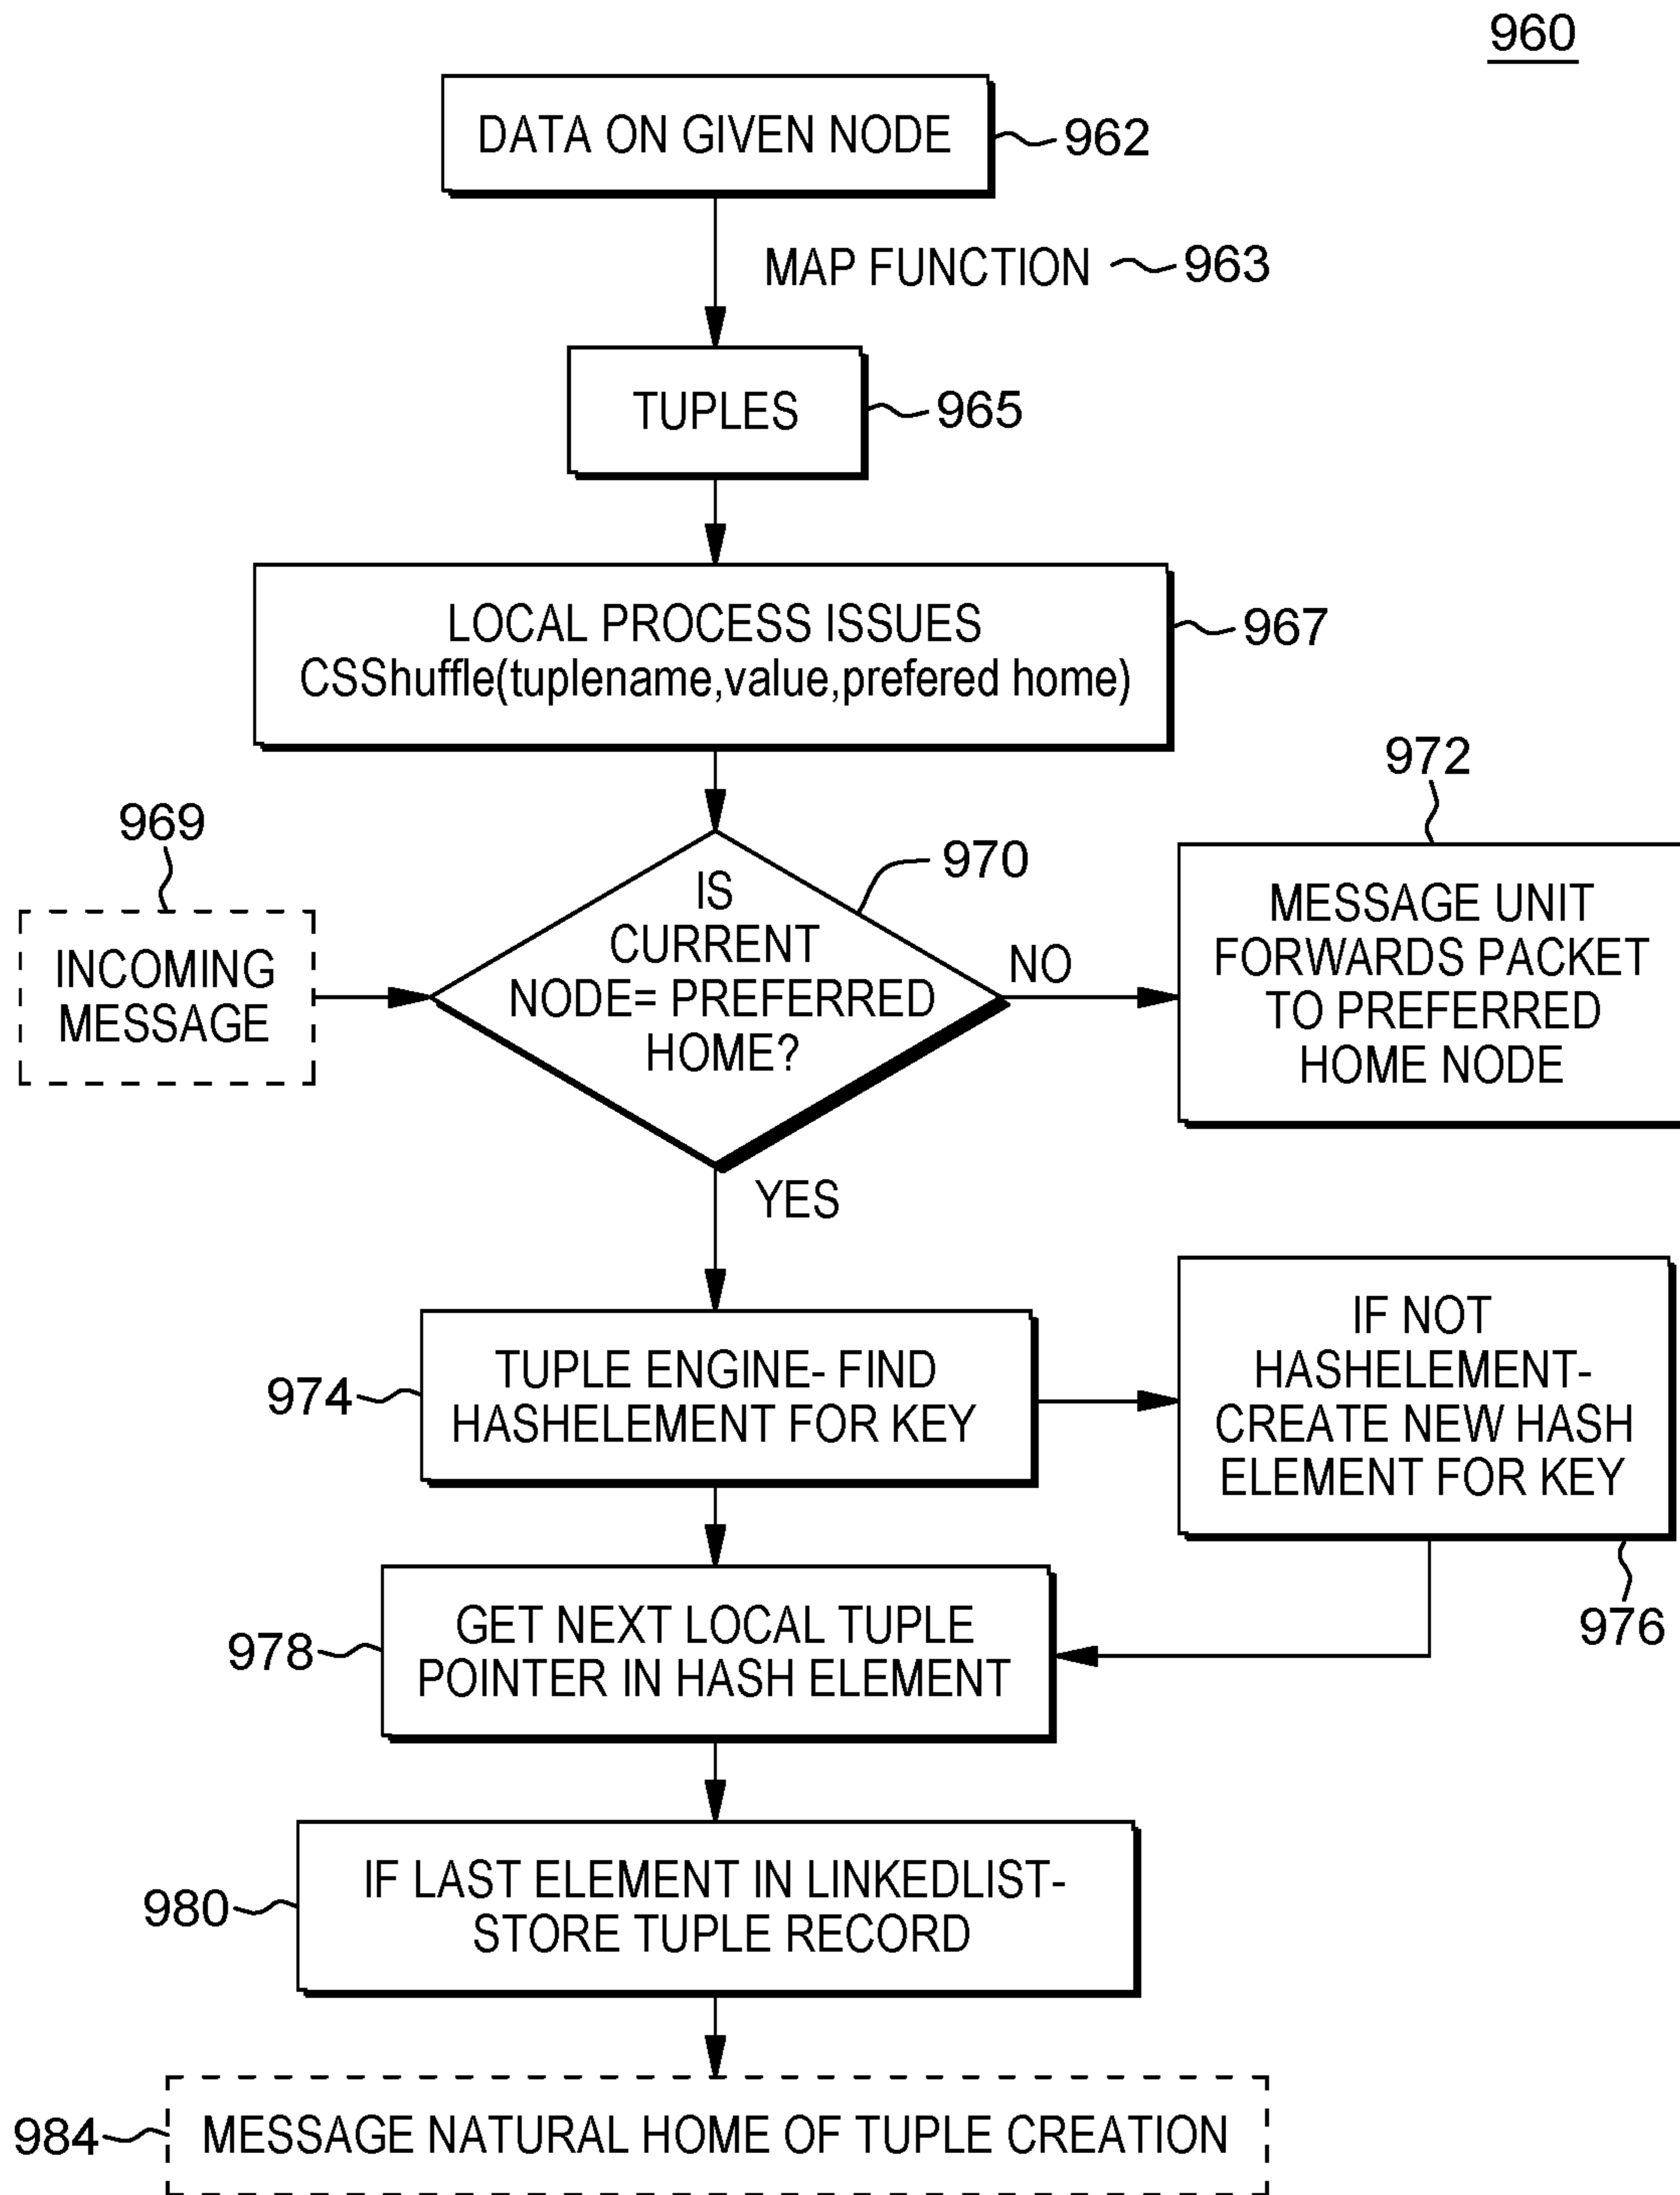 960
DATA ON GIVEN NODE
962
MAP FUNCTION
963
TUPLES
965
LOCAL PROCESS ISSUES
CSShuffle(tuplename,value,prefered home)
967
969
INCOMING
MESSAGE
IS
CURRENT
NODE= PREFERRED
HOME?
970
NO
972
MESSAGE UNIT
FORWARDS PACKET
TO PREFERRED
HOME NODE
YES
974
TUPLE ENGINE- FIND
HASHELEMENT FOR KEY
IF NOT
HASHELEMENT-
CREATE NEW HASH
ELEMENT FOR KEY
976
978
GET NEXT LOCAL TUPLE
POINTER IN HASH ELEMENT
980
IF LAST ELEMENT IN LINKEDLIST-
STORE TUPLE RECORD
984
MESSAGE NATURAL HOME OF TUPLE CREATION